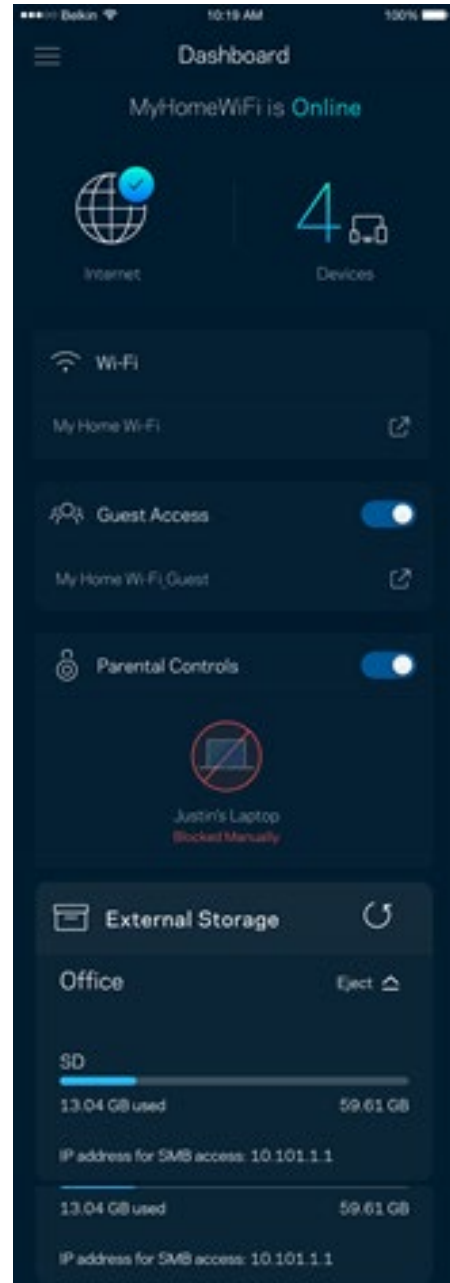 Belkin 10:19 AM 100%
Dashboard
MyHomeWiFi is Online
4
Internet Devices
Wi-Fi
My Home Wi-Fi
Guest Access
My Home Wi-Fi_Guest
Parental Controls
Justin's Laptop
Blocked Manually
External Storage
Office Eject
SD
13.04 GB used 59.61 GB
IP address for SMB access: 10.101.1.1
13.04 GB used 59.61 GB
IP address for SMB access: 10.101.1.1